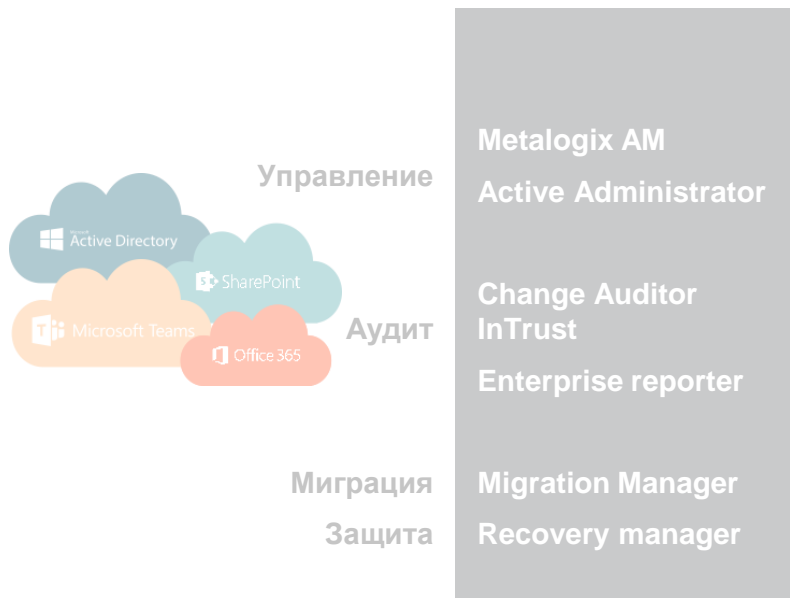 Управление
Metalogix AM
Active Administrator
Microsoft
Active Directory
SharePoint
Microsoft Teams
Office 365
Аудит
Change Auditor
InTrust
Enterprise reporter
Миграция
Migration Manager
Защита
Recovery manager